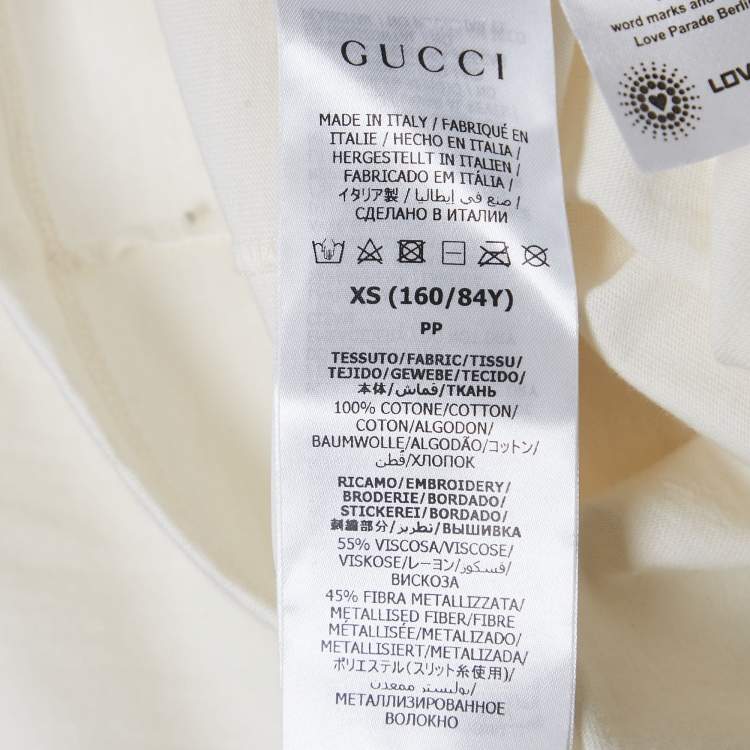 GUCCI
MADE IN ITALY / FABRIQUÉ EN
ITALIE / HECHO EN ITALIA /
HERGESTELLT IN ITALIEN /
FABRICADO EM ITÁLIA /
イタリア製 / صنع في إيطاليا /
СДЕЛАНО В ИТАЛИИ
XS (160/84Y)
PP
TESSUTO/FABRIC/TISSU/
TEJIDO/GEWEBE/TECIDO/
本体/قماش/ТКАНЬ
100% COTONE/COTTON/
COTON/ALGODON/
BAUMWOLLE/ALGODÃO/コットン/
قطن/ХЛОПОК
RICAMO/EMBROIDERY/
BRODERIE/BORDADO/
STICKEREI/BORDADO/
刺繍部分/تطريز/ВЫШИВКА
55% VISCOSA/VISCOSE/
VISKOSE/レーヨン/فسكوز/
ВИСКОЗА
45% FIBRA METALLIZZATA/
METALLISED FIBER/FIBRE
MÉTALLISÉE/METALIZADO/
METALLISIERT/METALIZADA/
ポリエステル(スリット糸使用)/
بوليستر ممعدن/
МЕТАЛЛИЗИРОВАННОЕ
ВОЛОКНО
word marks and
Love Parade Berlin
LOV